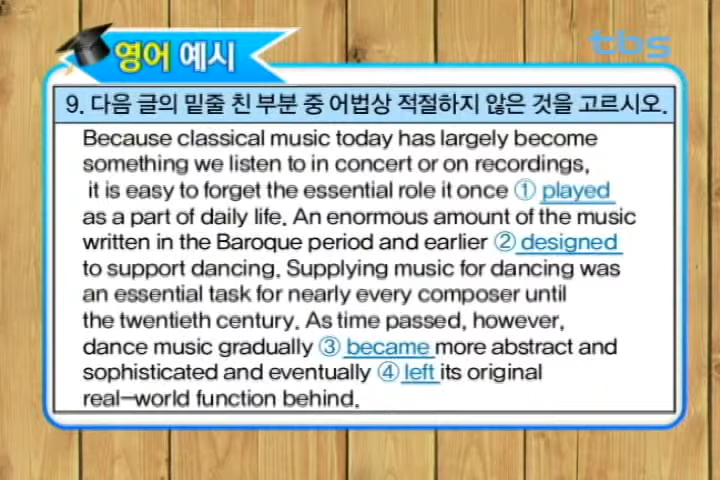 tbs
영어 예시
9. 다음 글의 밑줄 친 부분 중 어법상 적절하지 않은 것을 고르시오.
Because classical music today has largely become
something we listen to in concert or on recordings,
it is easy to forget the essential role it once ① played
as a part of daily life. An enormous amount of the music
written in the Baroque period and earlier ② designed
to support dancing. Supplying music for dancing was
an essential task for nearly every composer until
the twentieth century. As time passed, however,
dance music gradually ③ became more abstract and
sophisticated and eventually ④ left its original
real-world function behind.